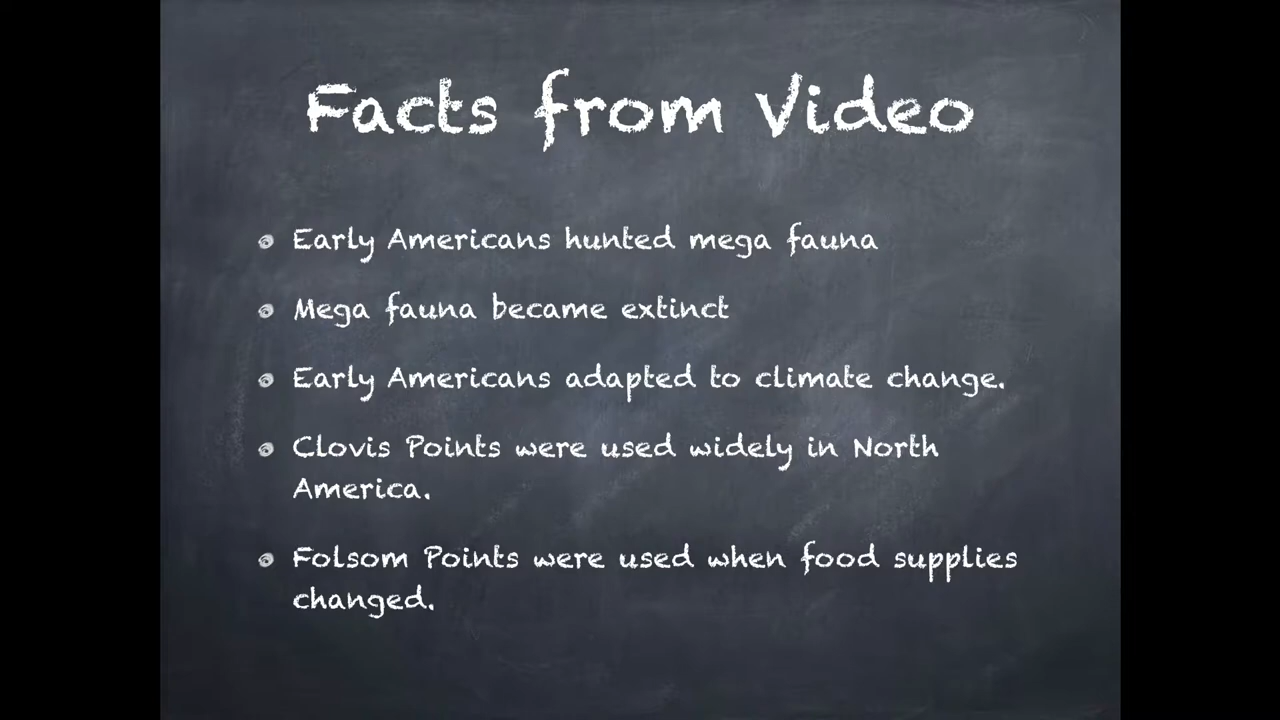 Facts from Video
Early Americans hunted mega fauna
Mega fauna became extinct
Early Americans adapted to climate change.
Clovis Points were used widely in North
America.
Folsom Points were used when food supplies
changed.